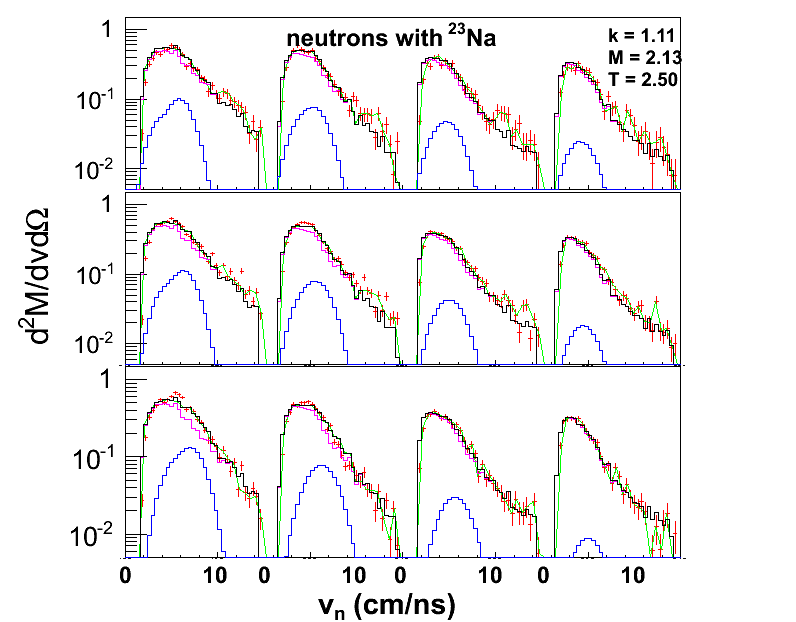 neutrons with ²³Na
k = 1.11
M = 2.13
T = 2.50
d²M/dvdΩ
1
10⁻¹
10⁻²
1
10⁻¹
10⁻²
1
10⁻¹
10⁻²
0 10 0 10 0 10 0 10
vₙ (cm/ns)